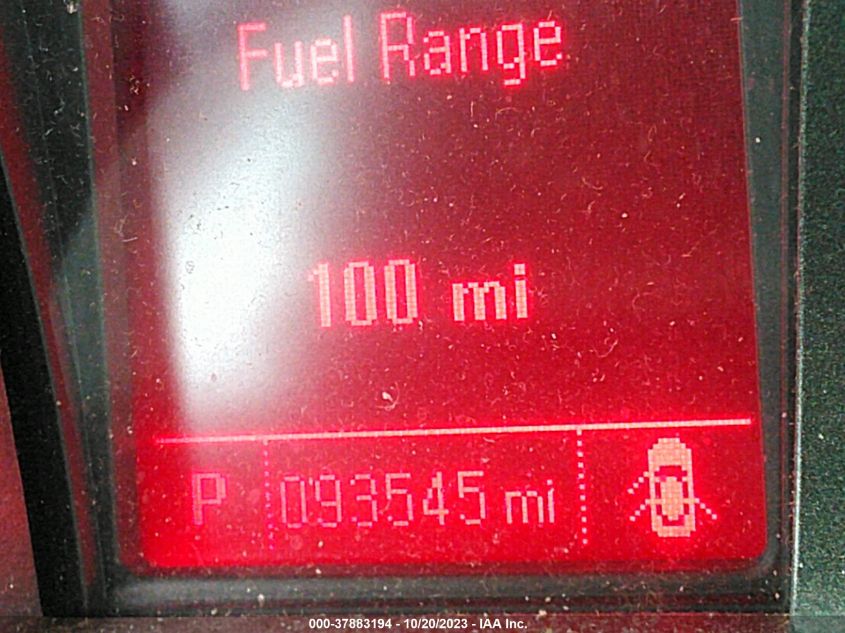 Fuel Range
100 mi
P 093545 mi
000-37883194 - 10/20/2023 - IAA Inc.